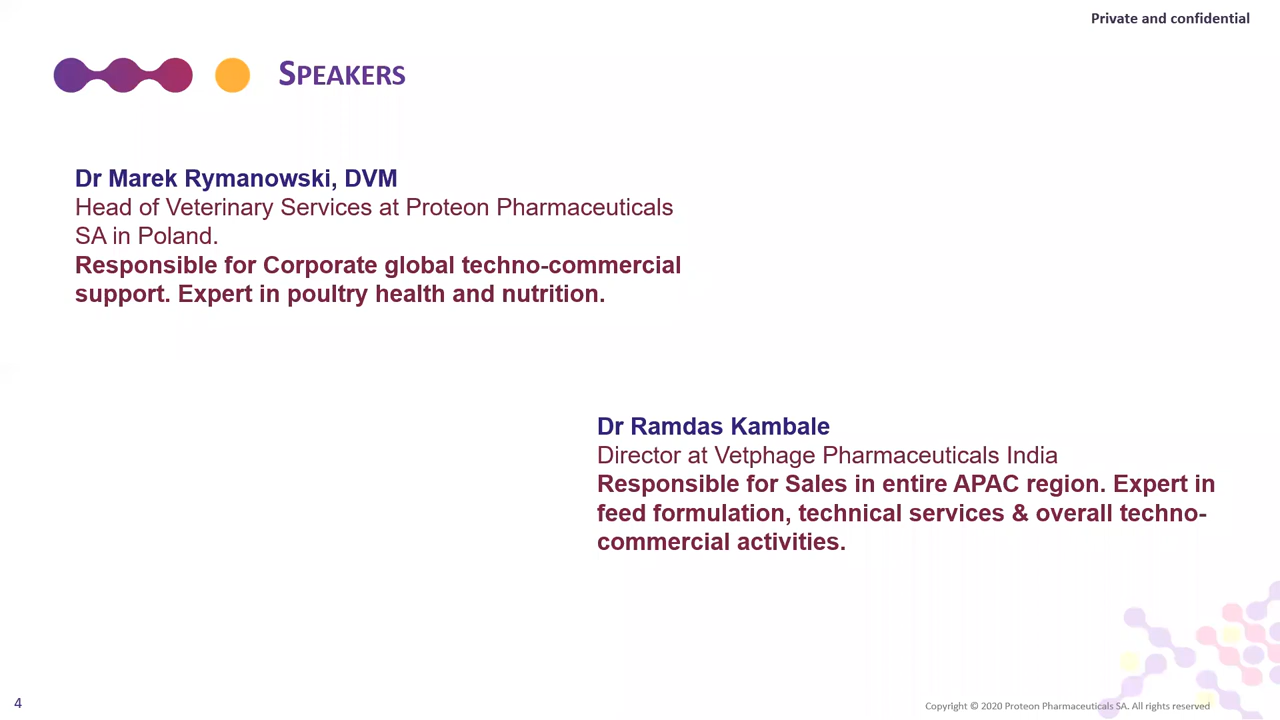 Private and confidential
SPEAKERS
Dr Marek Rymanowski, DVM
Head of Veterinary Services at Proteon Pharmaceuticals
SA in Poland.
Responsible for Corporate global techno-commercial
support. Expert in poultry health and nutrition.
Dr Ramdas Kambale
Director at Vetphage Pharmaceuticals India
Responsible for Sales in entire APAC region. Expert in
feed formulation, technical services & overall techno-
commercial activities.
4
Copyright © 2020 Proteon Pharmaceuticals SA. All rights reserved